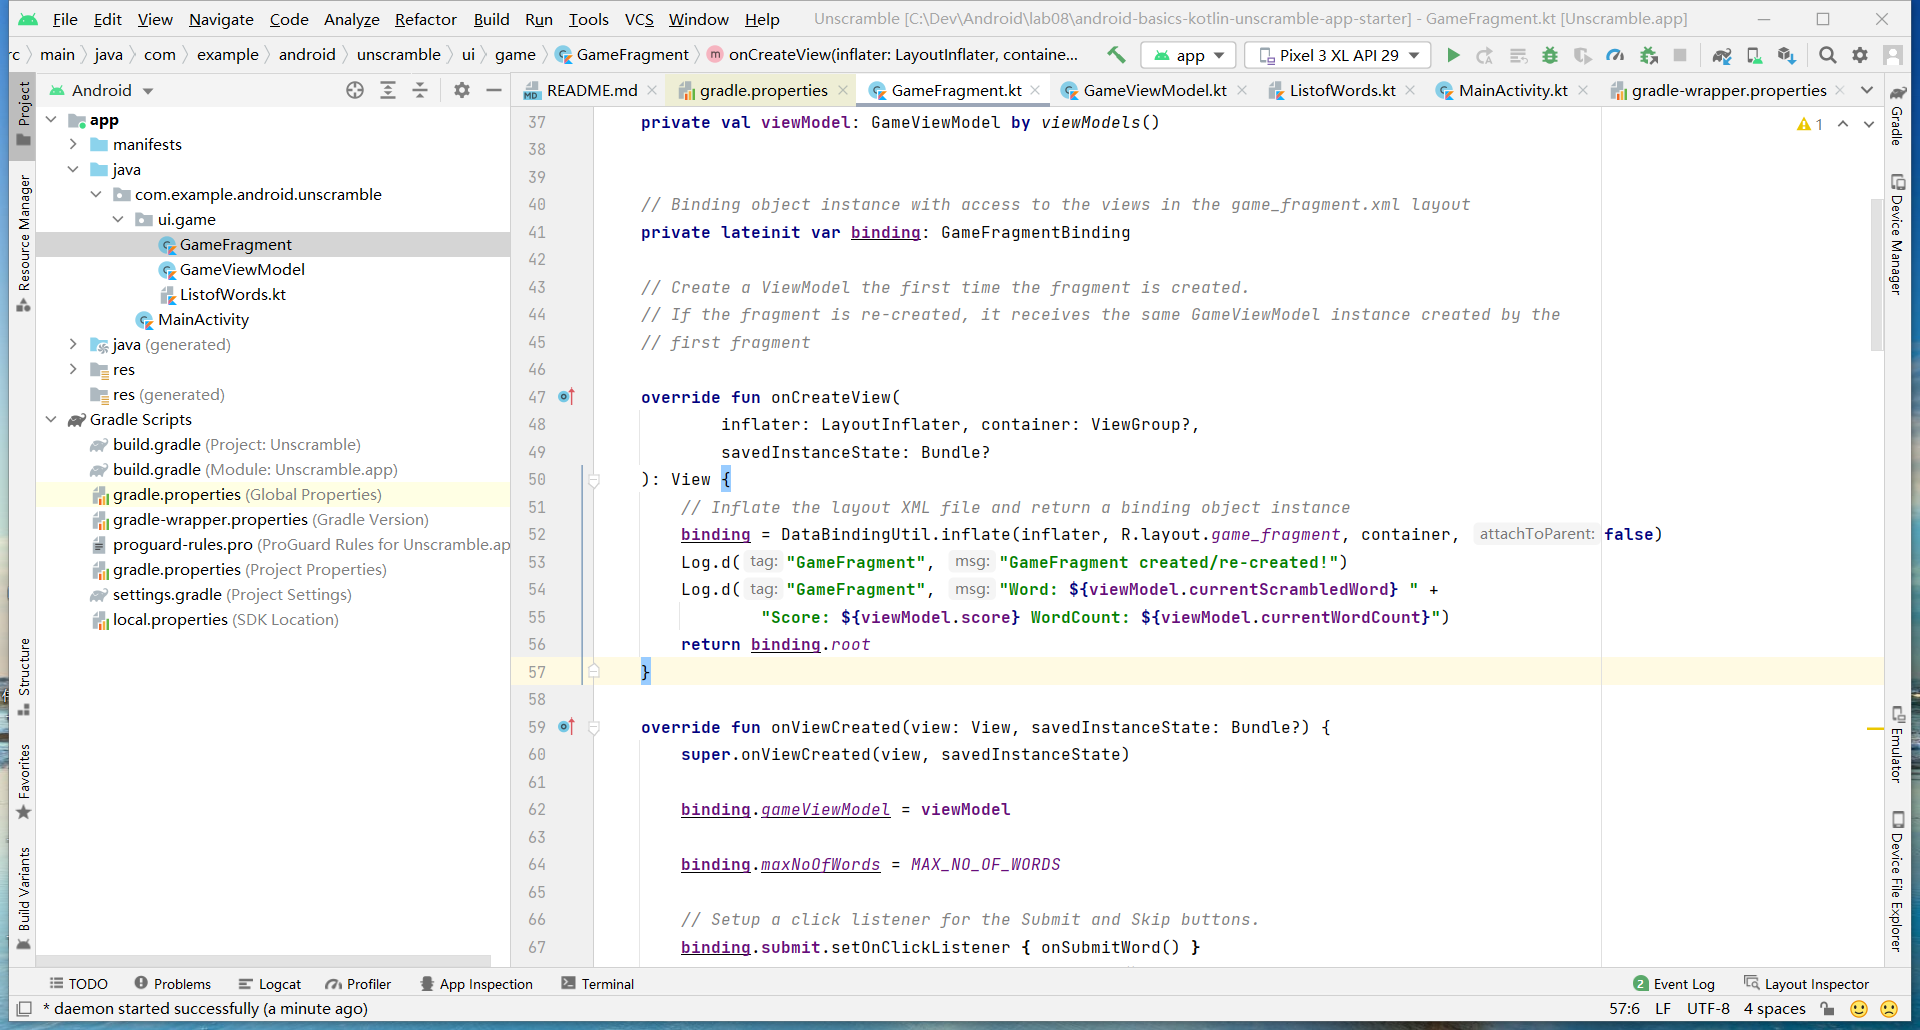 File Edit View Navigate Code Analyze Refactor Build Run Tools VCS Window Help Unscramble [C:\Dev\Android\lab08\android-basics-kotlin-unscramble-app-starter] - GameFragment.kt [Unscramble.app]
rc main java com example android unscramble ui game GameFragment onCreateView(inflater: LayoutInflater, containe... app Pixel 3 XL API 29
Android README.md gradle.properties GameFragment.kt GameViewModel.kt ListofWords.kt MainActivity.kt gradle-wrapper.properties
Project
Resource Manager
Structure
Favorites
Build Variants
app
manifests
java
com.example.android.unscramble
ui.game
GameFragment
GameViewModel
ListofWords.kt
MainActivity
java (generated)
res
res (generated)
Gradle Scripts
build.gradle (Project: Unscramble)
build.gradle (Module: Unscramble.app)
gradle.properties (Global Properties)
gradle-wrapper.properties (Gradle Version)
proguard-rules.pro (ProGuard Rules for Unscramble.ap
gradle.properties (Project Properties)
settings.gradle (Project Settings)
local.properties (SDK Location)
37 private val viewModel: GameViewModel by viewModels()
1
38
39
40 // Binding object instance with access to the views in the game_fragment.xml layout
41 private lateinit var binding: GameFragmentBinding
42
43 // Create a ViewModel the first time the fragment is created.
44 // If the fragment is re-created, it receives the same GameViewModel instance created by the
45 // first fragment
46
47 override fun onCreateView(
48 inflater: LayoutInflater, container: ViewGroup?,
49 savedInstanceState: Bundle?
50 ): View {
51 // Inflate the layout XML file and return a binding object instance
52 binding = DataBindingUtil.inflate(inflater, R.layout.game_fragment, container, attachToParent: false)
53 Log.d( tag: "GameFragment", msg: "GameFragment created/re-created!")
54 Log.d( tag: "GameFragment", msg: "Word: ${viewModel.currentScrambledWord} " +
55 "Score: ${viewModel.score} WordCount: ${viewModel.currentWordCount}")
56 return binding.root
57 }
58
59 override fun onViewCreated(view: View, savedInstanceState: Bundle?) {
60 super.onViewCreated(view, savedInstanceState)
61
62 binding.gameViewModel = viewModel
63
64 binding.maxNoOfWords = MAX_NO_OF_WORDS
65
66 // Setup a click listener for the Submit and Skip buttons.
67 binding.submit.setOnClickListener { onSubmitWord() }
Gradle
Device Manager
Emulator
Device File Explorer
TODO Problems Logcat Profiler App Inspection Terminal 2 Event Log Layout Inspector
* daemon started successfully (a minute ago) 57:6 LF UTF-8 4 spaces